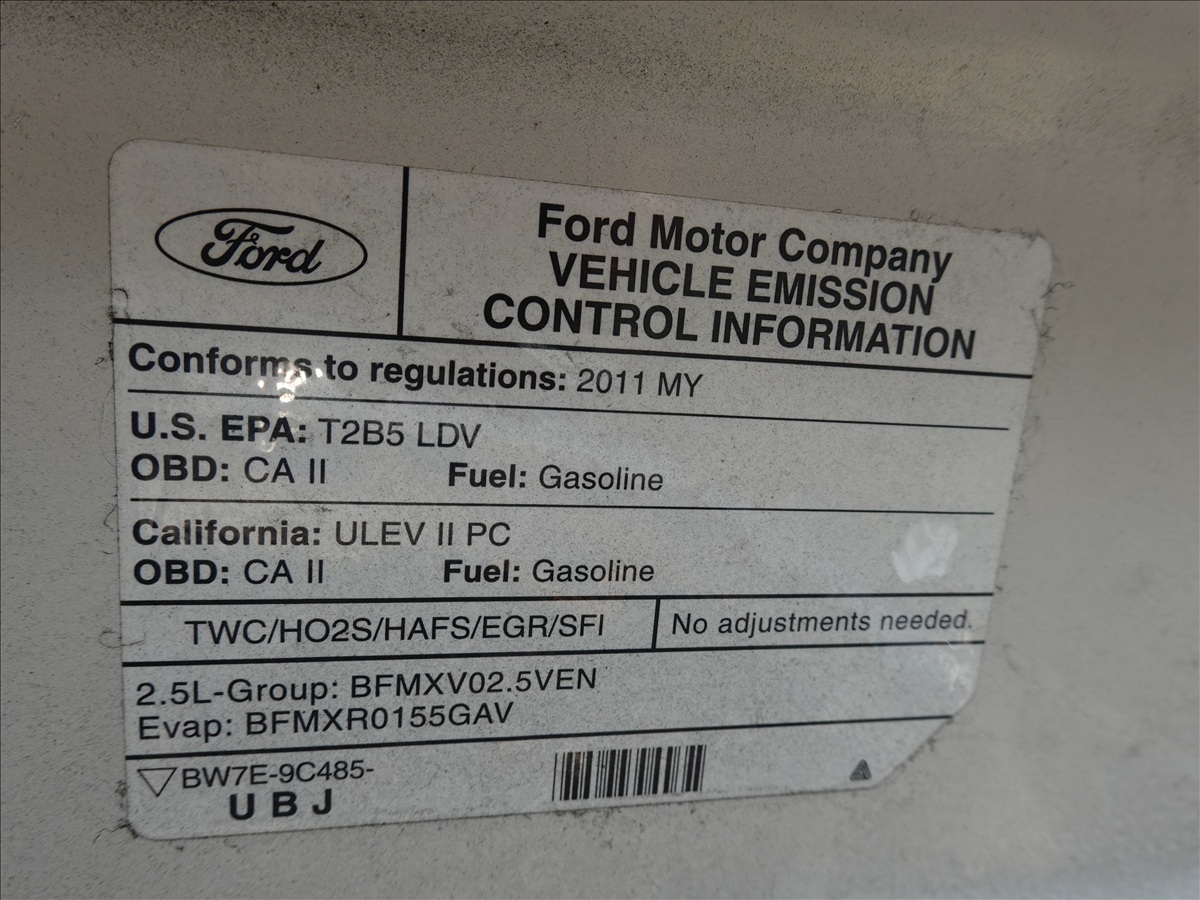 Ford
Ford Motor Company
VEHICLE EMISSION
CONTROL INFORMATION
Conforms to regulations: 2011 MY
U.S. EPA: T2B5 LDV
OBD: CA II Fuel: Gasoline
California: ULEV II PC
OBD: CA II Fuel: Gasoline
TWC/HO2S/HAFS/EGR/SFI No adjustments needed.
2.5L-Group: BFMXV02.5VEN
Evap: BFMXR0155GAV
BW7E-9C485-
UBJ